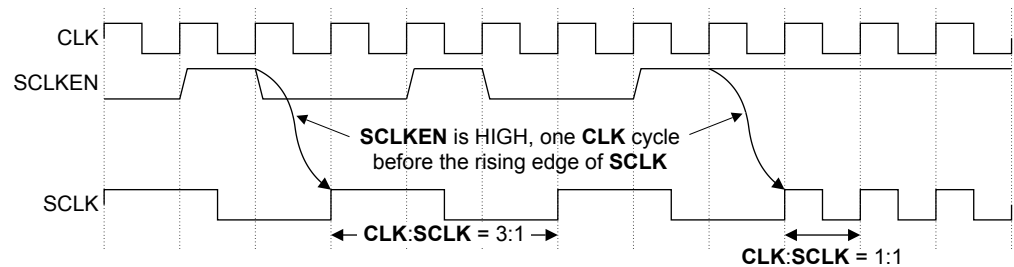 CLK
SCLKEN
SCLKEN is HIGH, one CLK cycle
before the rising edge of SCLK
SCLK
CLK:SCLK = 3:1
CLK:SCLK = 1:1